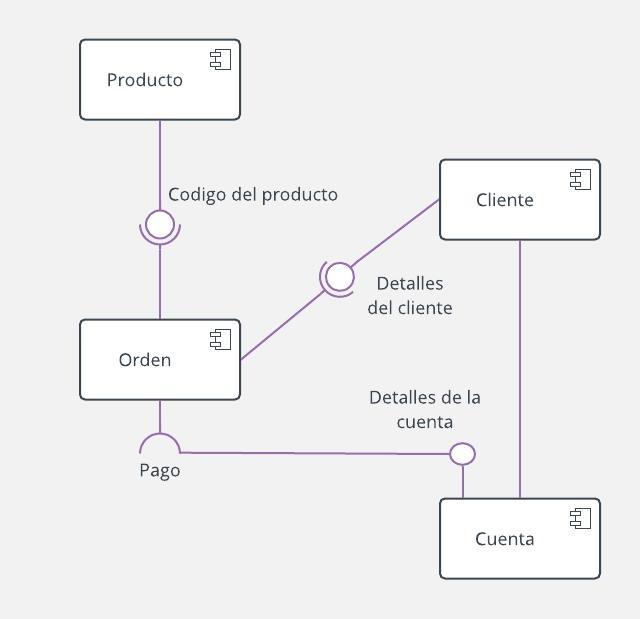 Producto
Codigo del producto
Cliente
Detalles
del cliente
Orden
Detalles de la
cuenta
Pago
Cuenta